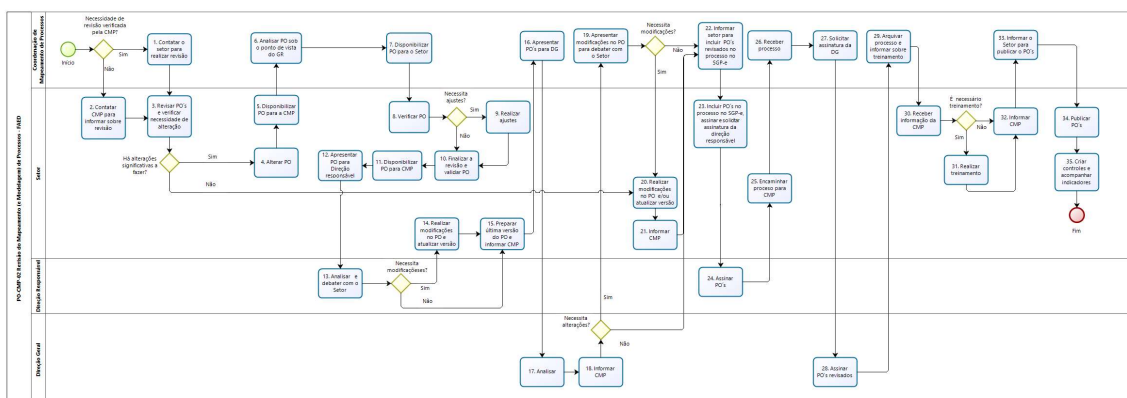 PO-CMP-02 Revisão do Mapeamento (e Modelagem) de Processos - FAED
Coordenação de
Mapeamento de Processos
Necessidade de
revisão verificada
pela CMP?
Início
Sim
Não
1. Contatar o
setor para
realizar revisão
6. Analisar PO sob
o ponto de vista
do GR
7. Disponibilizar
PO para o Setor
16. Apresentar
PO's para DG
19. Apresentar
modificações no PO
para debater com
o Setor
Necessita
modificações?
Não
Sim
22. Informar
setor para
incluir PO's
revisados no
processo no
SGP-e
26. Receber
processo
27. Solicitar
assinatura da
DG
29. Arquivar
processo e
informar sobre
treinamento
33. Informar o
Setor para
publicar o PO's
Setor
2. Contatar
CMP para
informar sobre
revisão
3. Revisar PO's
e verificar
necessidade de
alteração
Há alterações
significativas a
fazer?
Sim
Não
4. Alterar PO
5. Disponibilizar
PO para a CMP
8. Verificar PO
Necessita
ajustes?
Sim
Não
9. Realizar
ajustes
10. Finalizar a
revisão e
validar PO
11. Disponibilizar
PO para CMP
12. Apresentar
PO para
Direção
responsável
14. Realizar
modificações
no PO e
atualizar versão
15. Preparar
última versão
do PO e
informar CMP
20. Realizar
modificações
no PO e/ou
atualizar versão
21. Informar
CMP
23. Incluir PO's no
processo no SGP-e,
assinar e solicitar
assinatura da
direção
responsável
25. Encaminhar
proceso para
CMP
30. Receber
informação da
CMP
É necessário
treinamento?
Não
Sim
31. Realizar
treinamento
32. Informar
CMP
34. Publicar
PO's
35. Criar
controles e
acompanhar
indicadores
Fim
Direção Responsável
13. Analisar e
debater com o
Setor
Necessita
modificaçõeses?
Sim
Não
24. Assinar
PO's
Direção Geral
17. Analisar
18. Informar
CMP
Necessita
alterações?
Sim
Não
28. Assinar
PO's revisados